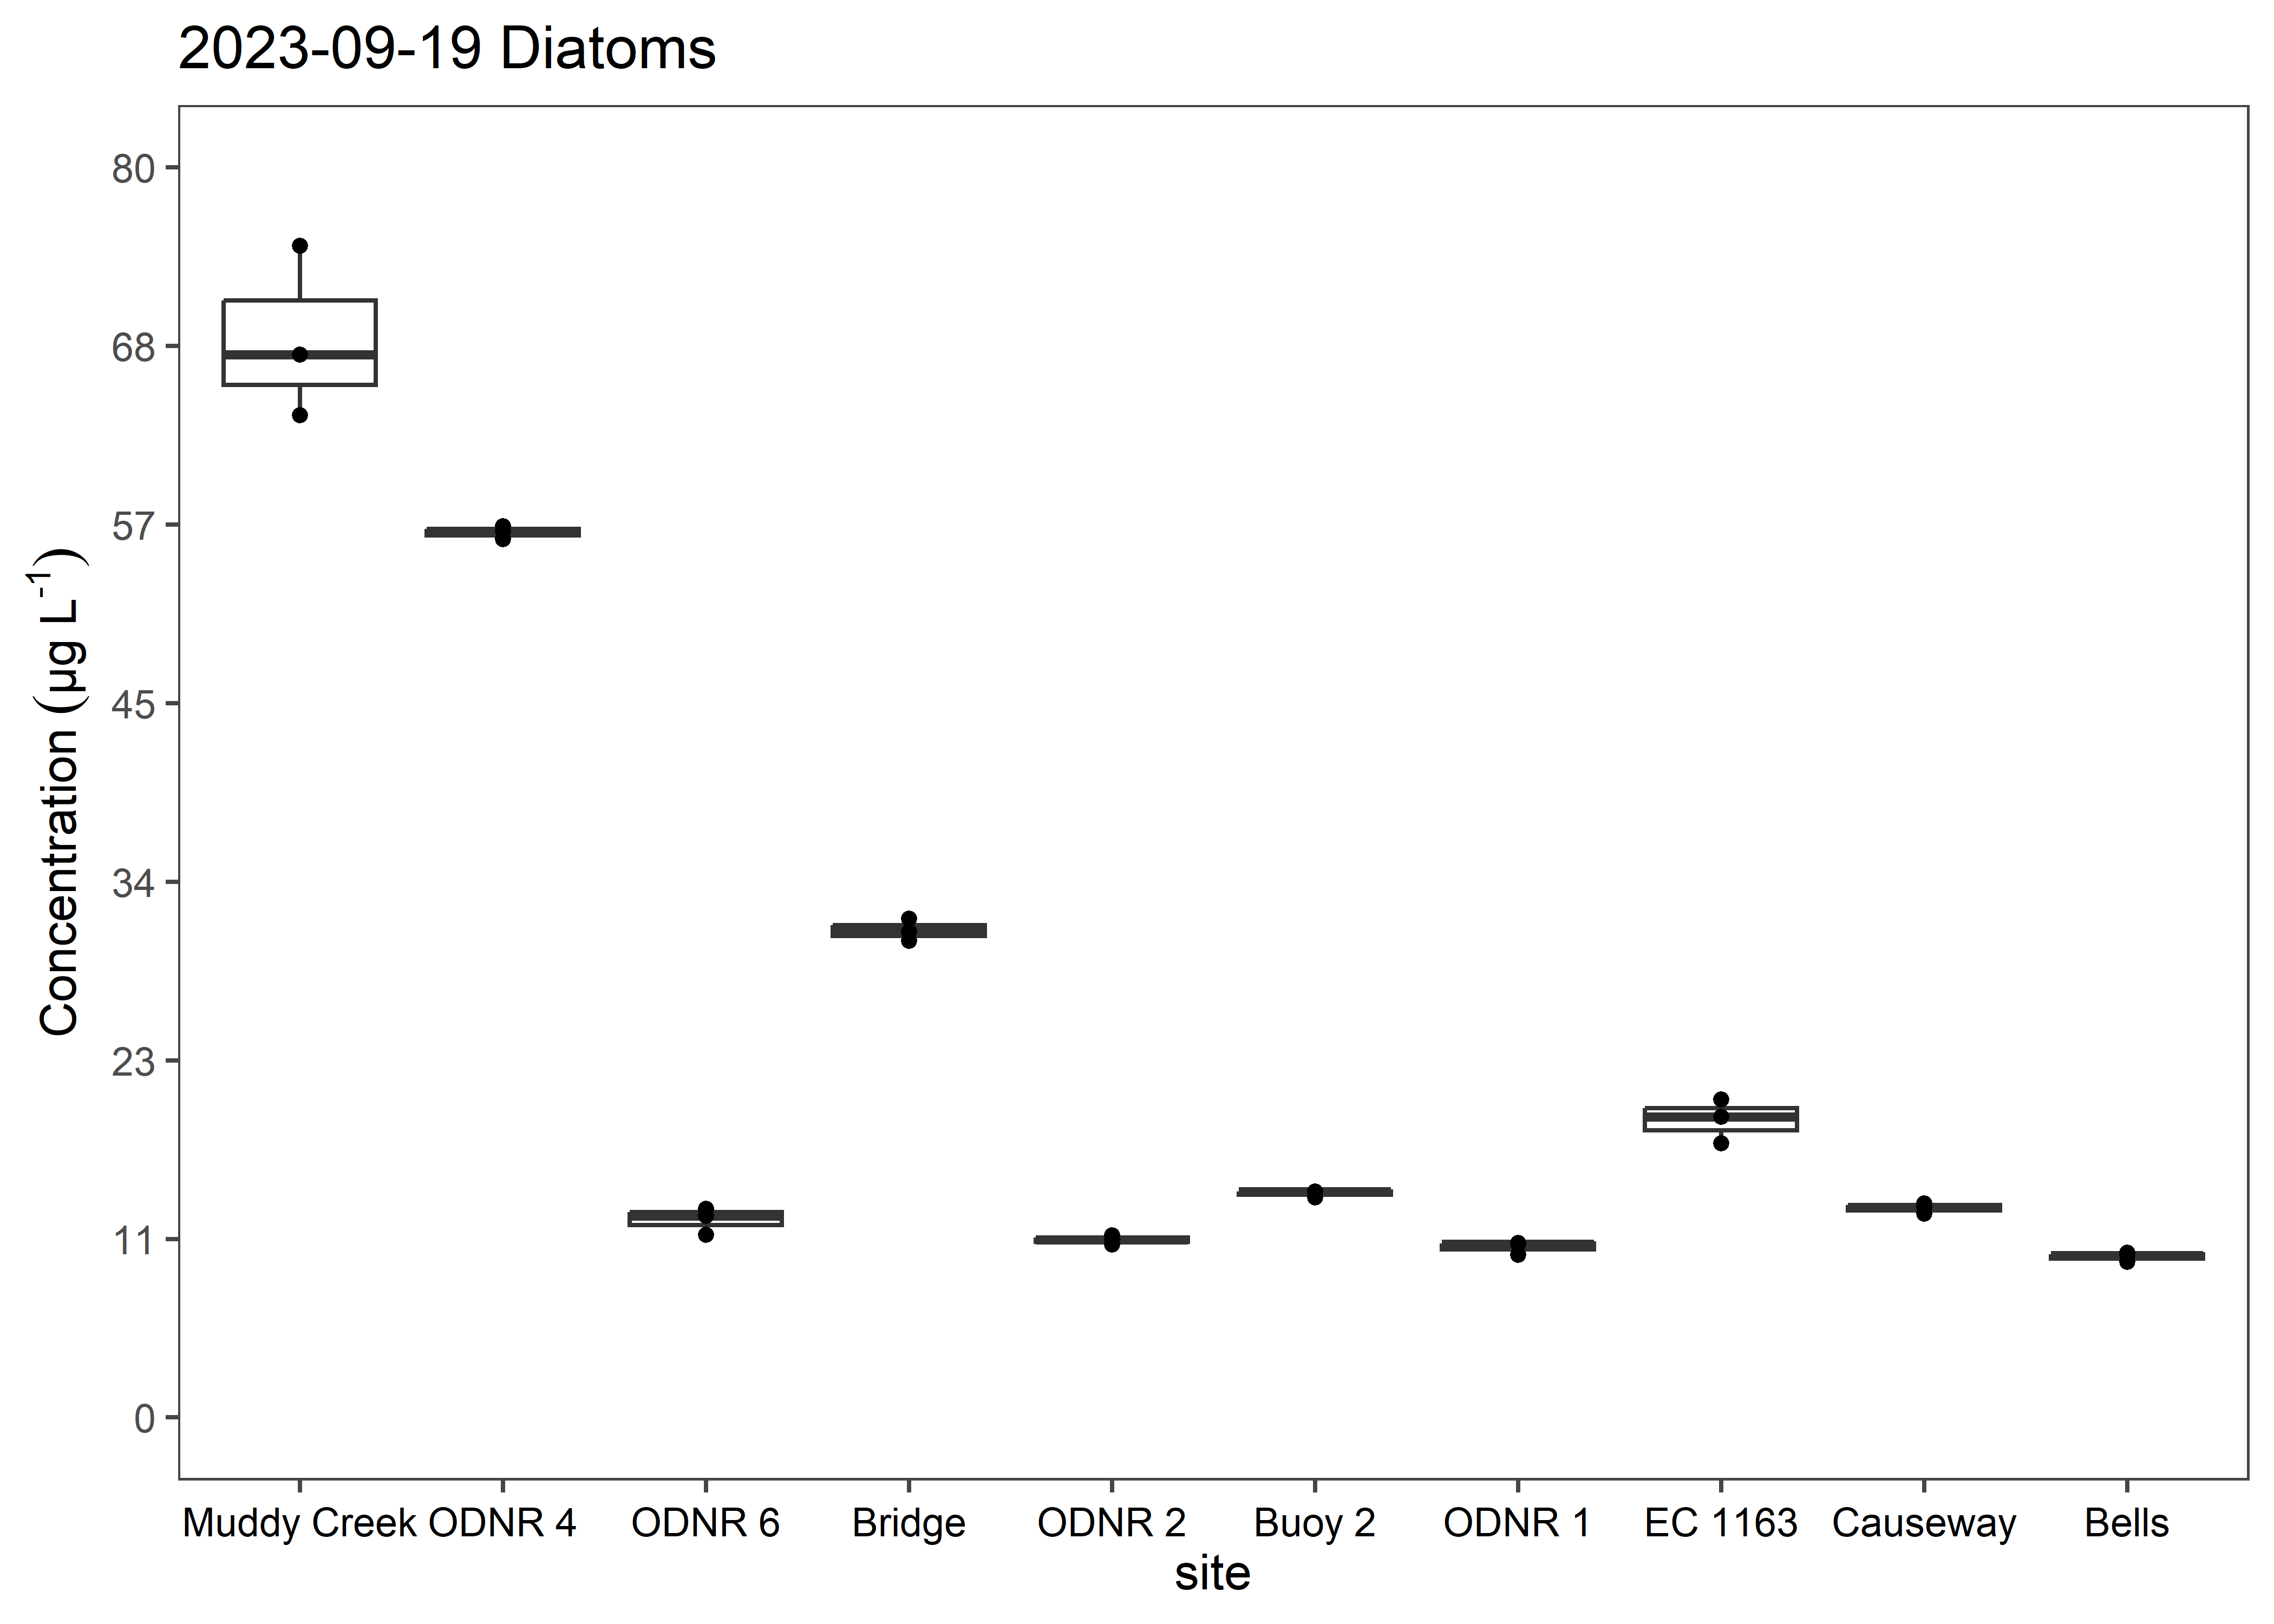 2023-09-19 Diatoms
80
68
57
45
34
23
11
0
Concentration (µg L-1)
Muddy Creek ODNR 4 ODNR 6 Bridge ODNR 2 Buoy 2 ODNR 1 EC 1163 Causeway Bells
site